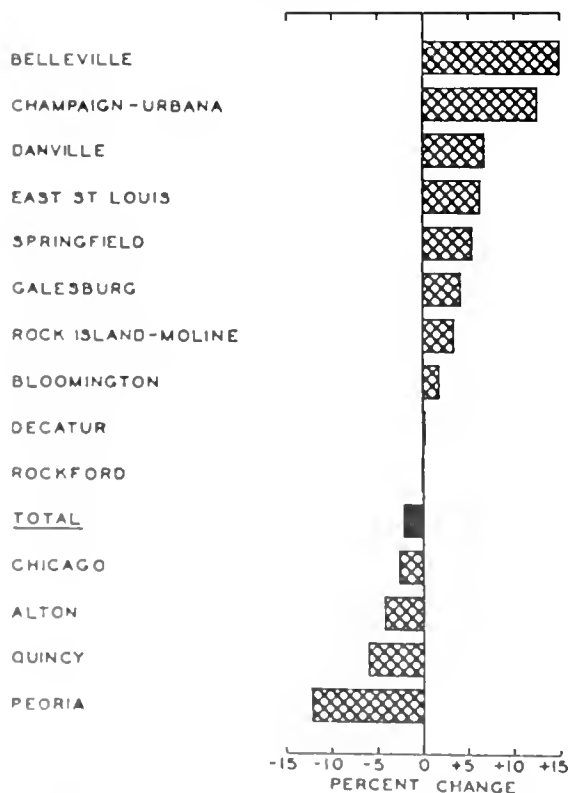 BELLEVILLE
CHAMPAIGN-URBANA
DANVILLE
EAST ST LOUIS
SPRINGFIELD
GALESBURG
ROCK ISLAND-MOLINE
BLOOMINGTON
DECATUR
ROCKFORD
TOTAL
CHICAGO
ALTON
QUINCY
PEORIA
-15 -10 -5 0 +5 +10 +15
PERCENT CHANGE